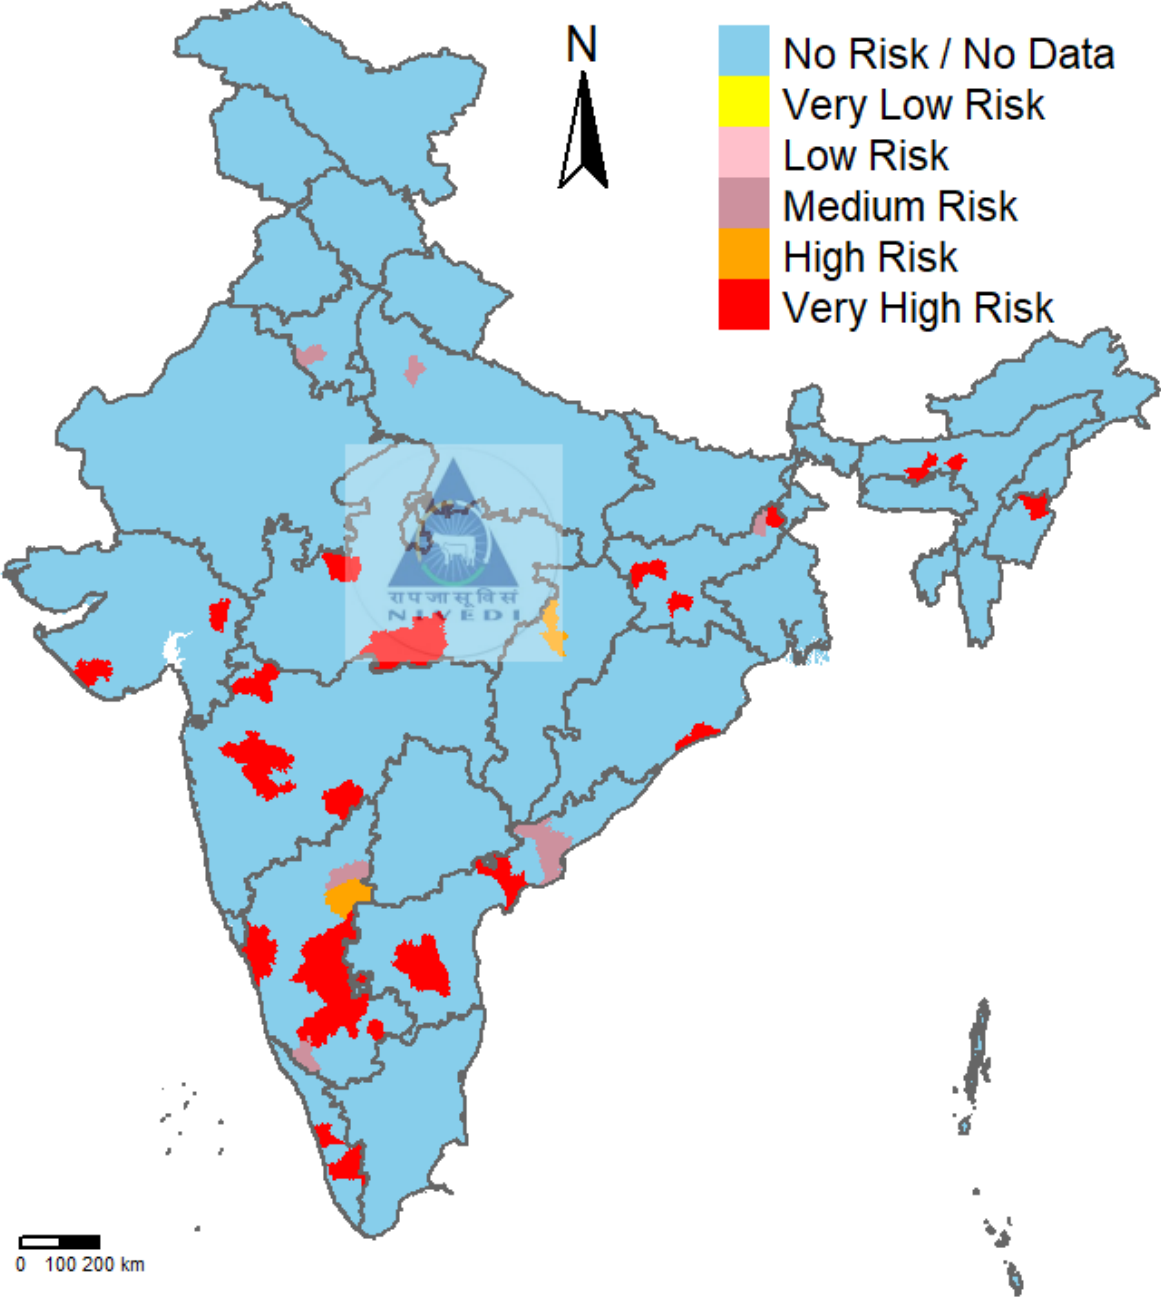 N
No Risk / No Data
Very Low Risk
Low Risk
Medium Risk
High Risk
Very High Risk
रापजासूविसं
NIVEDI
0 100 200 km